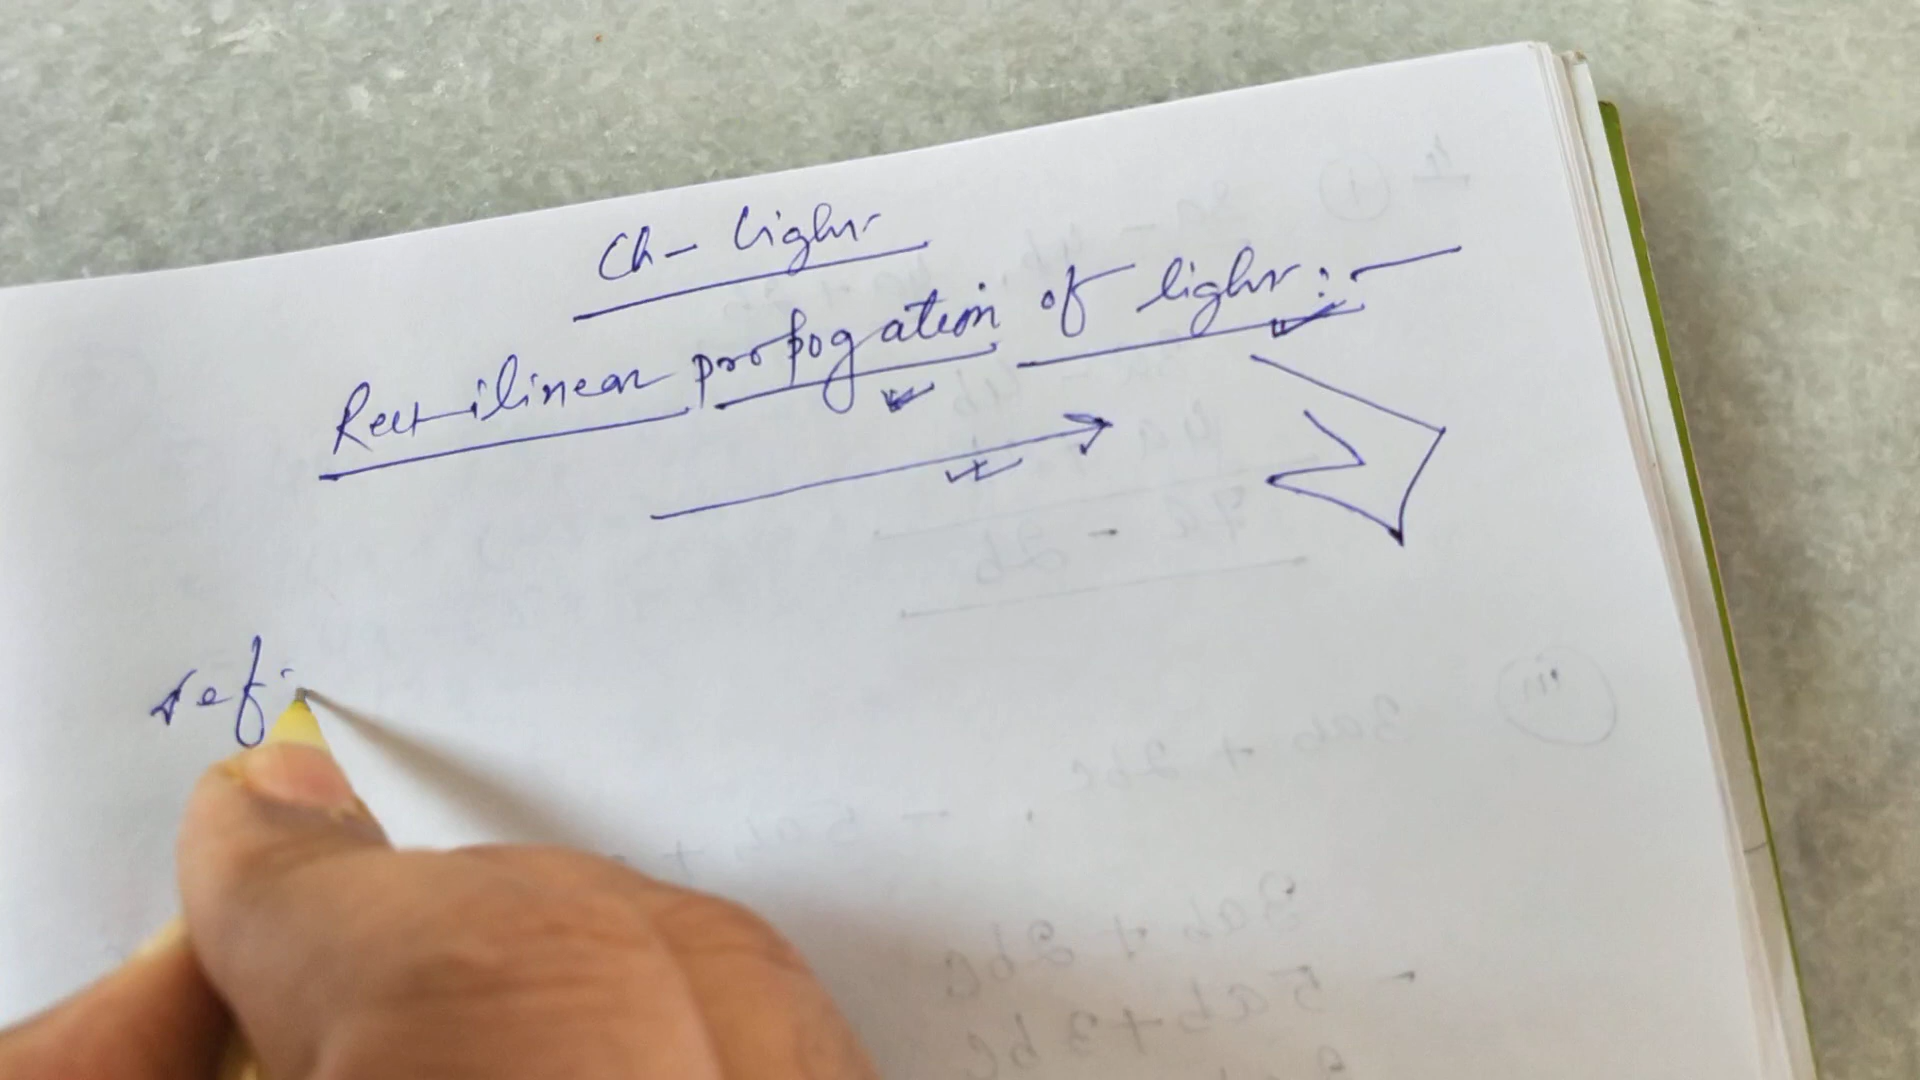 Ch- Light
Rectilinear propogation of light:-
ref